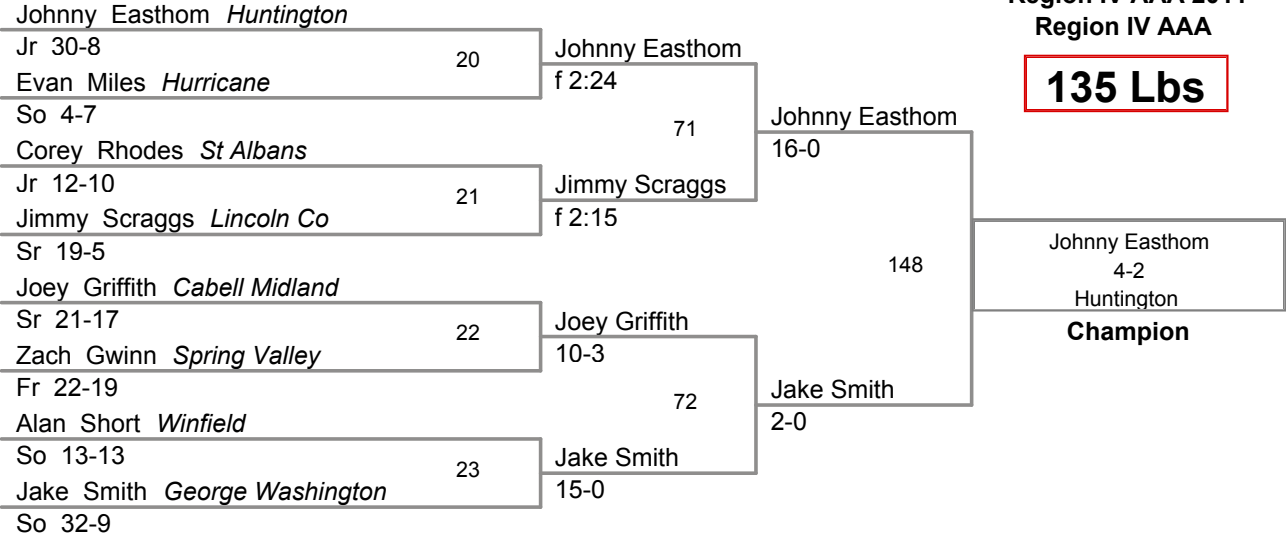 Region IV AAA
135 Lbs
Johnny Easthom Huntington
Jr 30-8
Evan Miles Hurricane
So 4-7
Corey Rhodes St Albans
Jr 12-10
Jimmy Scraggs Lincoln Co
Sr 19-5
Joey Griffith Cabell Midland
Sr 21-17
Zach Gwinn Spring Valley
Fr 22-19
Alan Short Winfield
So 13-13
Jake Smith George Washington
So 32-9
20
21
22
23
Johnny Easthom
f 2:24
Jimmy Scraggs
f 2:15
Joey Griffith
10-3
Jake Smith
15-0
71
72
Johnny Easthom
16-0
Jake Smith
2-0
148
Johnny Easthom
4-2
Huntington
Champion